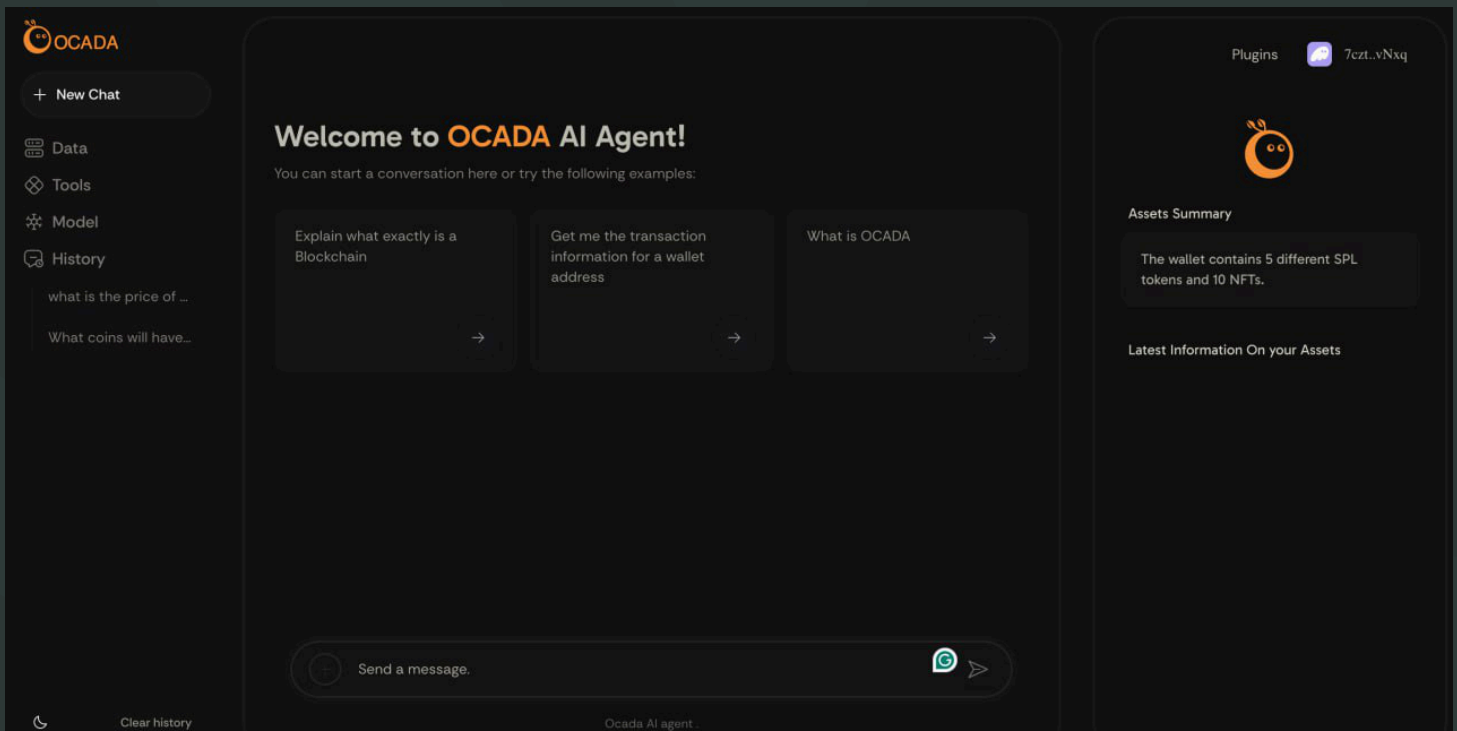 OCADA
+ New Chat
Data
Tools
Model
History
what is the price of ...
What coins will have...
Clear history
Welcome to OCADA AI Agent!
You can start a conversation here or try the following examples:
Explain what exactly is a
Blockchain
Get me the transaction
information for a wallet
address
What is OCADA
Send a message.
Ocada AI agent .
Plugins
7czt..vNxq
Assets Summary
The wallet contains 5 different SPL
tokens and 10 NFTs.
Latest Information On your Assets